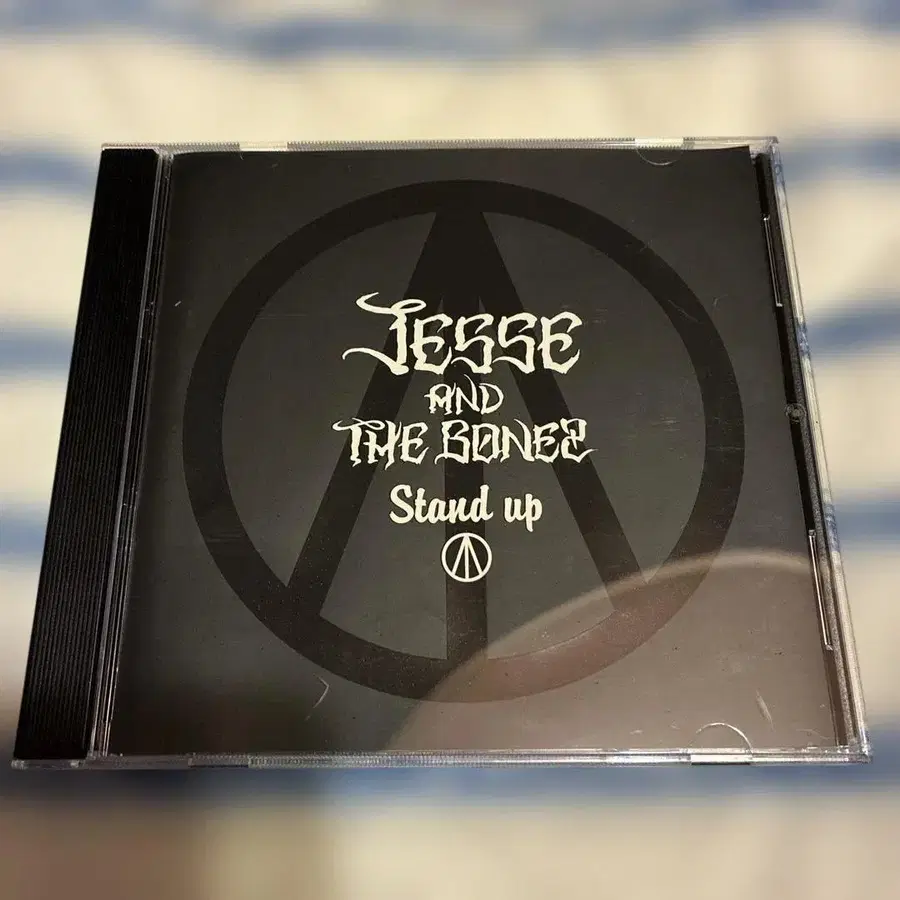 JESSE
AND
THE BONEZ
Stand up